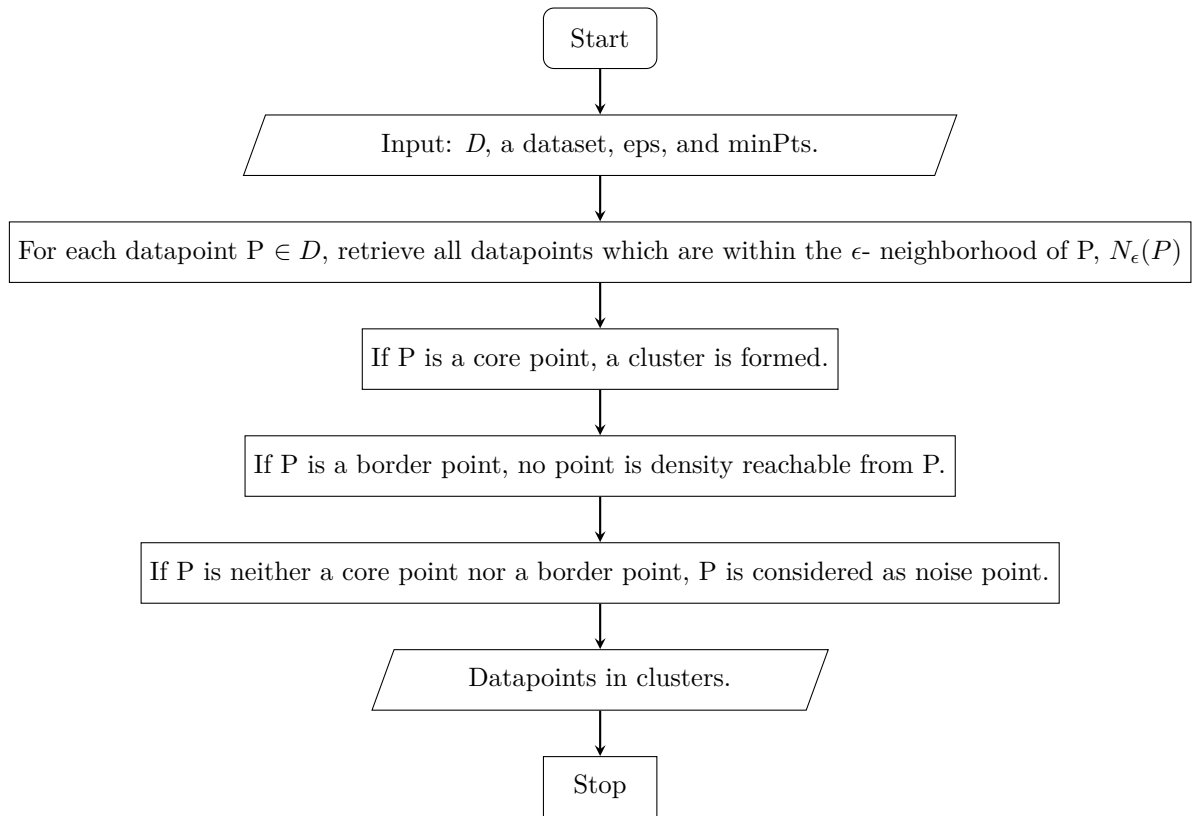 Start
Input: D, a dataset, eps, and minPts.
For each datapoint P ∈ D, retrieve all datapoints which are within the ϵ- neighborhood of P, Nϵ(P)
If P is a core point, a cluster is formed.
If P is a border point, no point is density reachable from P.
If P is neither a core point nor a border point, P is considered as noise point.
Datapoints in clusters.
Stop